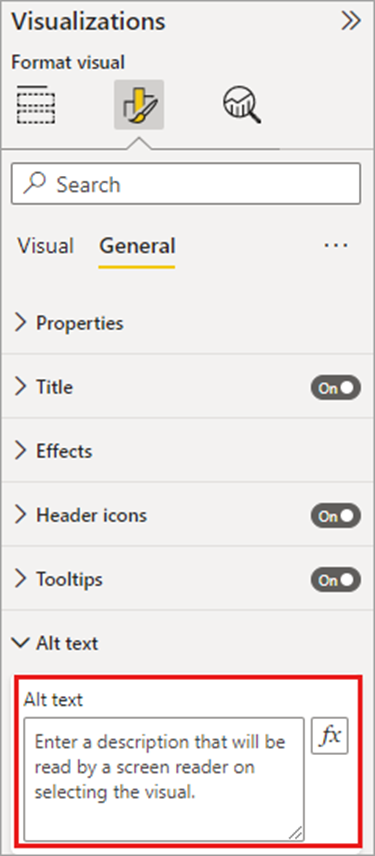 Visualizations
Format visual
Search
Visual General
Properties
Title On
Effects
Header icons On
Tooltips On
Alt text
Alt text
Enter a description that will be
read by a screen reader on
selecting the visual.
fx